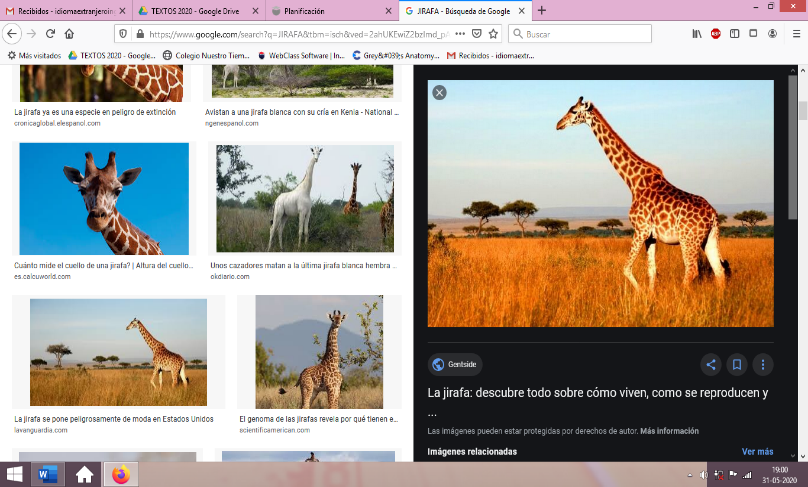 Recibidos - idiomaextranjeroin
TEXTOS 2020 - Google Drive
Planificación
JIRAFA - Búsqueda de Google
https://www.google.com/search?q=JIRAFA&tbm=isch&ved=2ahUKEwiZ2bzImd_p
Buscar
Más visitados
TEXTOS 2020 - Google...
Colegio Nuestro Tiem...
WebClass Software | In...
Grey&#039;s Anatomy...
Recibidos - idiomaextr...
La jirafa ya es una especie en peligro de extinción
cronicaglobal.elespanol.com
Avistan a una jirafa blanca con su cría en Kenia - National ...
ngenespanol.com
Cuánto mide el cuello de una jirafa? | Altura del cuello...
es.calcuworld.com
Unos cazadores matan a la última jirafa blanca hembra ...
okdiario.com
La jirafa se pone peligrosamente de moda en Estados Unidos
lavanguardia.com
El genoma de las jirafas revela por qué tienen e...
scientificamerican.com
Gentside
La jirafa: descubre todo sobre cómo viven, como se reproducen y
...
Las imágenes pueden estar protegidas por derechos de autor. Más información
Imágenes relacionadas
Ver más
19:00
31-05-2020